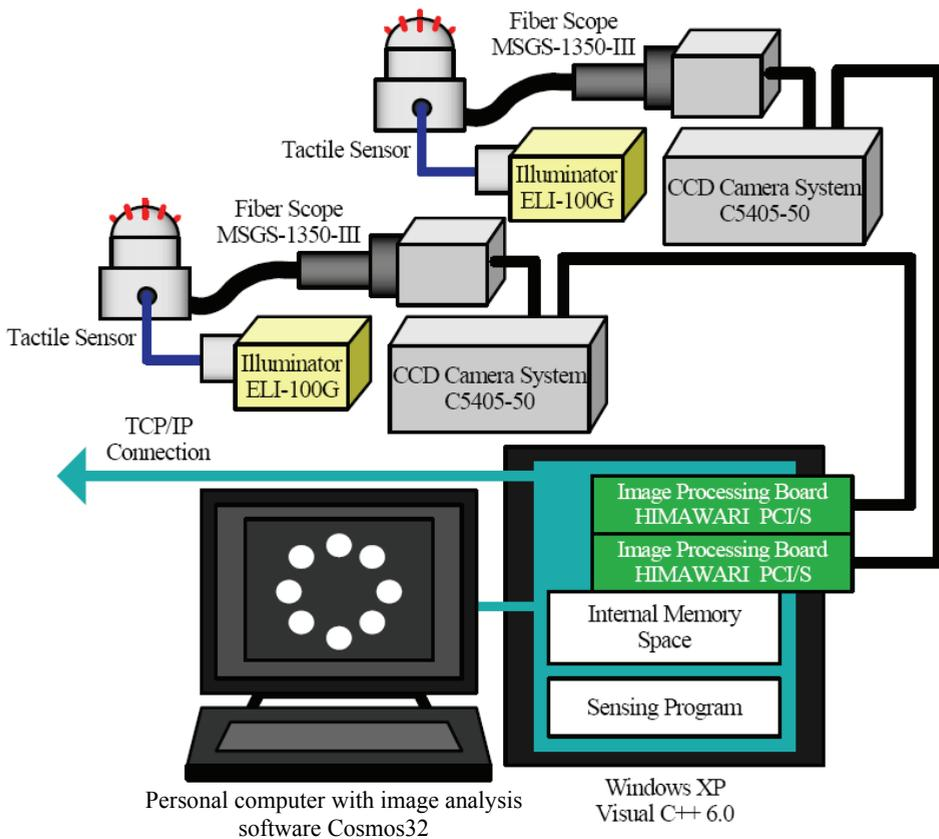 Fiber Scope
MSGS-1350-III
Tactile Sensor
Illuminator
ELI-100G
CCD Camera System
C5405-50
Fiber Scope
MSGS-1350-III
Tactile Sensor
Illuminator
ELI-100G
CCD Camera System
C5405-50
TCP/IP
Connection
Image Processing Board
HIMAWARI PCI/S
Image Processing Board
HIMAWARI PCI/S
Internal Memory
Space
Sensing Program
Personal computer with image analysis
software Cosmos32
Windows XP
Visual C++ 6.0